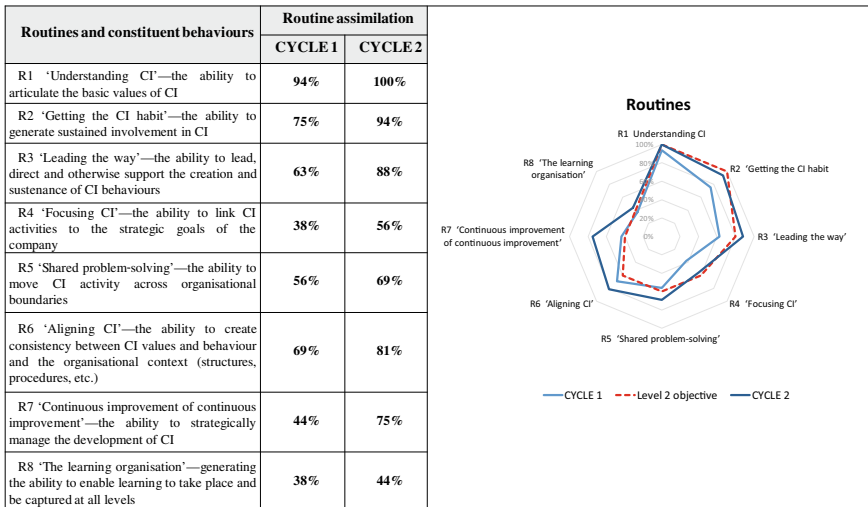 Routines and constituent behaviours
Routine assimilation
CYCLE 1
CYCLE 2
R1 ‘Understanding CI’—the ability to
articulate the basic values of CI
94%
100%
R2 ‘Getting the CI habit’—the ability to
generate sustained involvement in CI
75%
94%
R3 ‘Leading the way’—the ability to lead,
direct and otherwise support the creation and
sustenance of CI behaviours
63%
88%
R4 ‘Focusing CI’—the ability to link CI
activities to the strategic goals of the
company
38%
56%
R5 ‘Shared problem-solving’—the ability to
move CI activity across organisational
boundaries
56%
69%
R6 ‘Aligning CI’—the ability to create
consistency between CI values and behaviour
and the organisational context (structures,
procedures, etc.)
69%
81%
R7 ‘Continuous improvement of continuous
improvement’—the ability to strategically
manage the development of CI
44%
75%
R8 ‘The learning organisation’—generating
the ability to enable learning to take place and
be captured at all levels
38%
44%
Routines
R1 Understanding CI
R2 ‘Getting the CI habit
R3 ‘Leading the way’
R4 ‘Focusing CI’
R5 ‘Shared problem-solving’
R6 ‘Aligning CI’
R7 ‘Continuous improvement
of continuous improvement’
R8 ‘The learning
organisation’
100%
80%
60%
40%
20%
0%
CYCLE 1
Level 2 objective
CYCLE 2